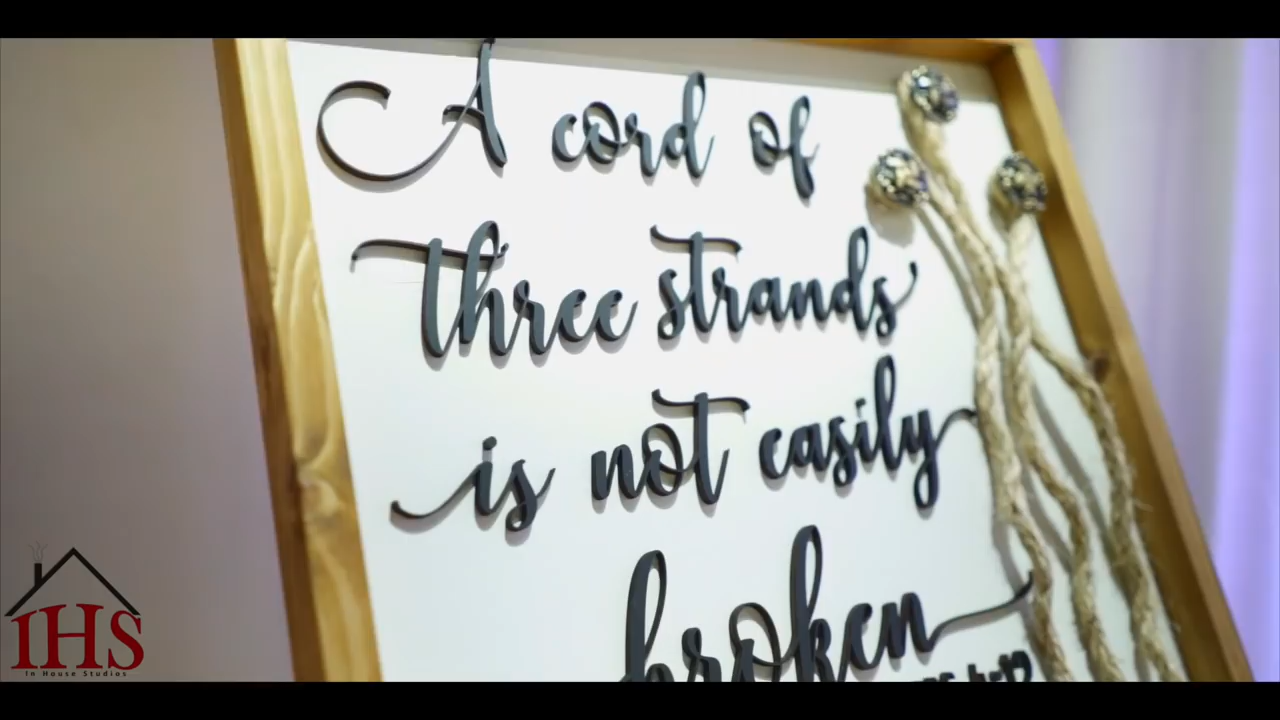 A cord of
three strands
is not easily
broken
IHS
In House Studios